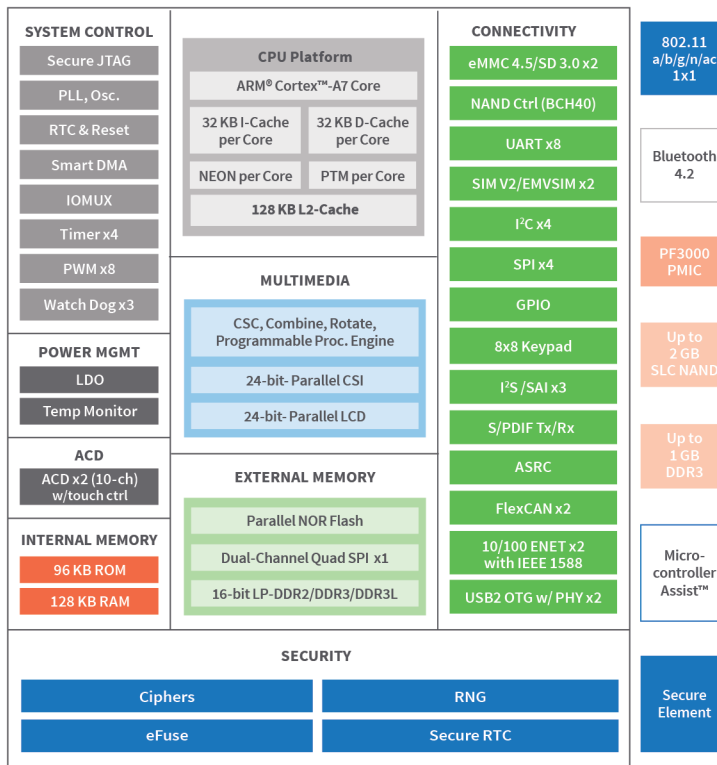 SYSTEM CONTROL
Secure JTAG
PLL, Osc.
RTC & Reset
Smart DMA
IOMUX
Timer x4
PWM x8
Watch Dog x3
POWER MGMT
LDO
Temp Monitor
ACD
ACD x2 (10-ch)
w/touch ctrl
INTERNAL MEMORY
96 KB ROM
128 KB RAM
CPU Platform
ARM® Cortex™-A7 Core
32 KB I-Cache
per Core
32 KB D-Cache
per Core
NEON per Core
PTM per Core
128 KB L2-Cache
MULTIMEDIA
CSC, Combine, Rotate,
Programmable Proc. Engine
24-bit- Parallel CSI
24-bit- Parallel LCD
EXTERNAL MEMORY
Parallel NOR Flash
Dual-Channel Quad SPI x1
16-bit LP-DDR2/DDR3/DDR3L
CONNECTIVITY
eMMC 4.5/SD 3.0 x2
NAND Ctrl (BCH40)
UART x8
SIM V2/EMVSIM x2
I²C x4
SPI x4
GPIO
8x8 Keypad
I²S /SAI x3
S/PDIF Tx/Rx
ASRC
FlexCAN x2
10/100 ENET x2
with IEEE 1588
USB2 OTG w/ PHY x2
SECURITY
Ciphers
RNG
eFuse
Secure RTC
802.11
a/b/g/n/ac
1x1
Bluetooth
4.2
PF3000
PMIC
Up to
2 GB
SLC NAND
Up to
1 GB
DDR3
Micro-
controller
Assist™
Secure
Element